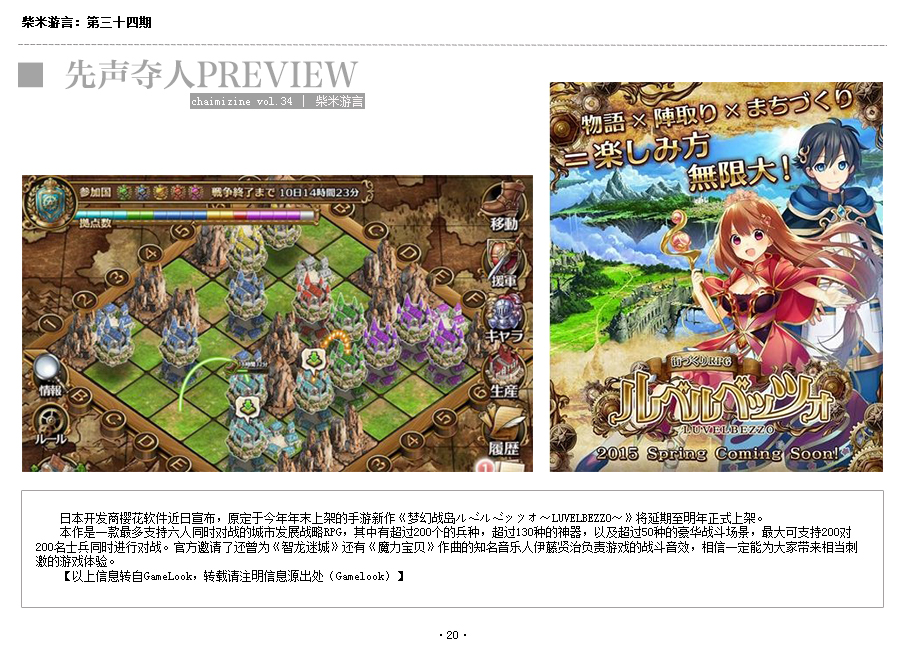 柴米游言：第三十四期
先声夺人PREVIEW
chaimizine vol.34 | 柴米游言
参加国
戦争終了まで 10日14時間23分
拠点数
移動
援軍
キャラ
生産
履歴
情報
ルール
物語×陣取り×まちづくり
＝楽しみ方
無限大！
街づくりRPG
ルベルベッツォ
LUVELBEZZO
2015 Spring Coming Soon!
日本开发商樱花软件近日宣布，原定于今年年末上架的手游新作《梦幻战岛ルベルベッツォ～LUVELBEZZO～》将延期至明年正式上架。
本作是一款最多支持六人同时对战的城市发展战略RPG，其中有超过200个的兵种，超过130种的神器，以及超过50种的豪华战斗场景，最大可支持200对
200名士兵同时进行对战。官方邀请了还曾为《智龙迷城》还有《魔力宝贝》作曲的知名音乐人伊藤贤治负责游戏的战斗音效，相信一定能为大家带来相当刺
激的游戏体验。
【以上信息转自GameLook，转载请注明信息源出处（Gamelook）】
·20·